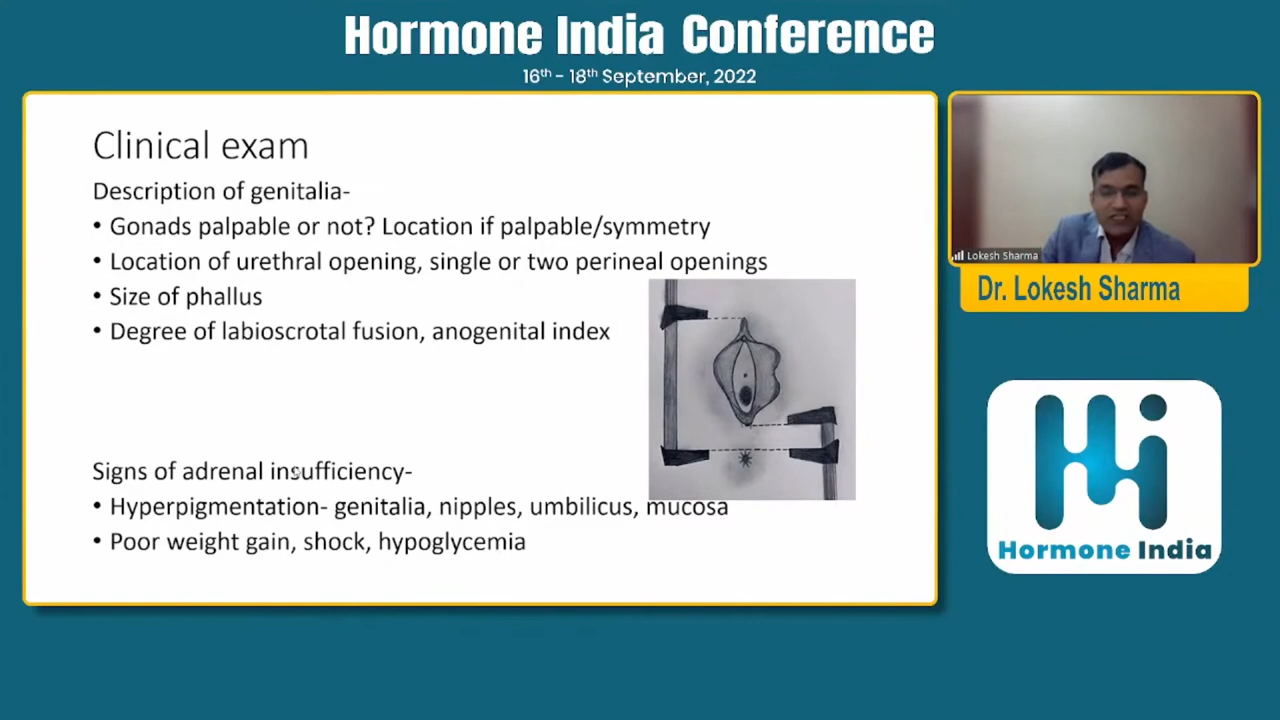 Hormone India Conference
16th - 18th September, 2022
Clinical exam
Description of genitalia-
• Gonads palpable or not? Location if palpable/symmetry
• Location of urethral opening, single or two perineal openings
• Size of phallus
• Degree of labioscrotal fusion, anogenital index
Signs of adrenal insufficiency-
• Hyperpigmentation- genitalia, nipples, umbilicus, mucosa
• Poor weight gain, shock, hypoglycemia
Lokesh Sharma
Dr. Lokesh Sharma
Hi
Hormone India